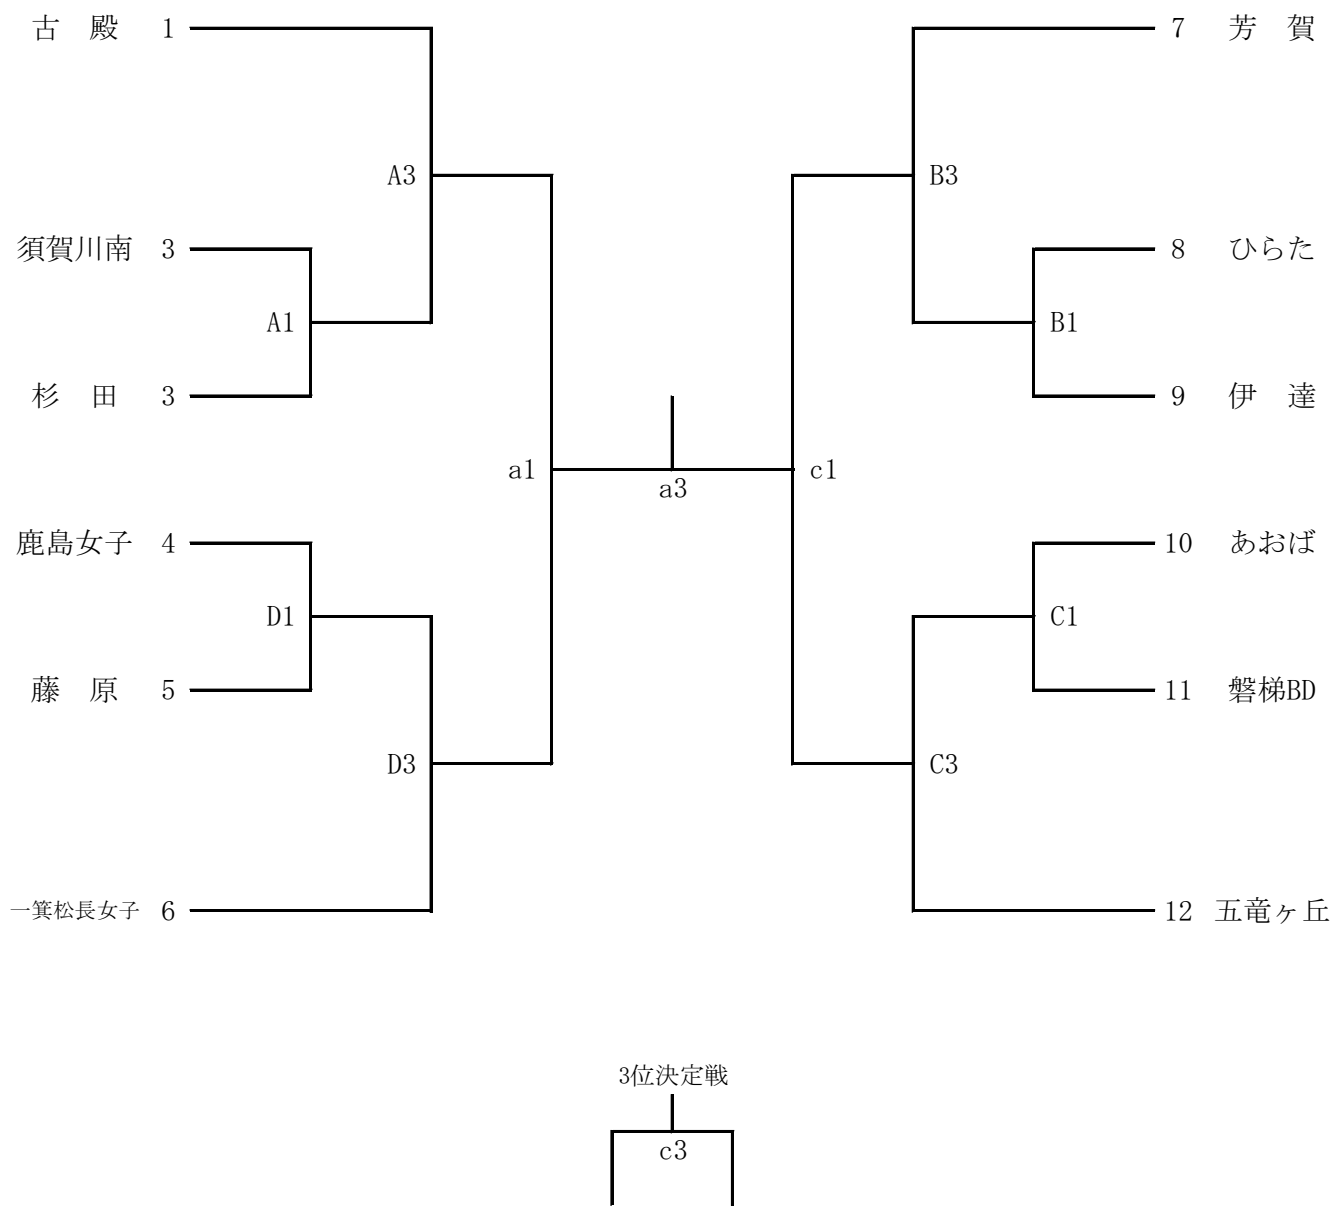 古　殿 1
7 芳　賀
A3
B3
須賀川南 3
8 ひらた
A1
B1
杉　田 3
9 伊　達
a1
a3
c1
鹿島女子 4
10 あおば
D1
C1
藤　原 5
11 磐梯BD
D3
C3
一箕松長女子 6
12 五竜ヶ丘
3位決定戦
c3